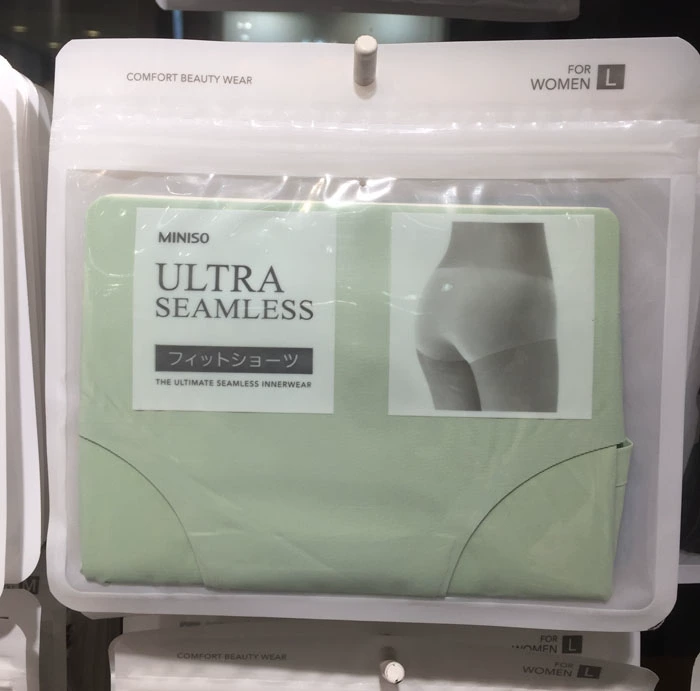 COMFORT BEAUTY WEAR
FOR
WOMEN L
MINISO
ULTRA
SEAMLESS
フィットショーツ
THE ULTIMATE SEAMLESS INNERWEAR
M
FOR
WOMEN L
COMFORT BEAUTY WEAR
FOR
WOMEN L